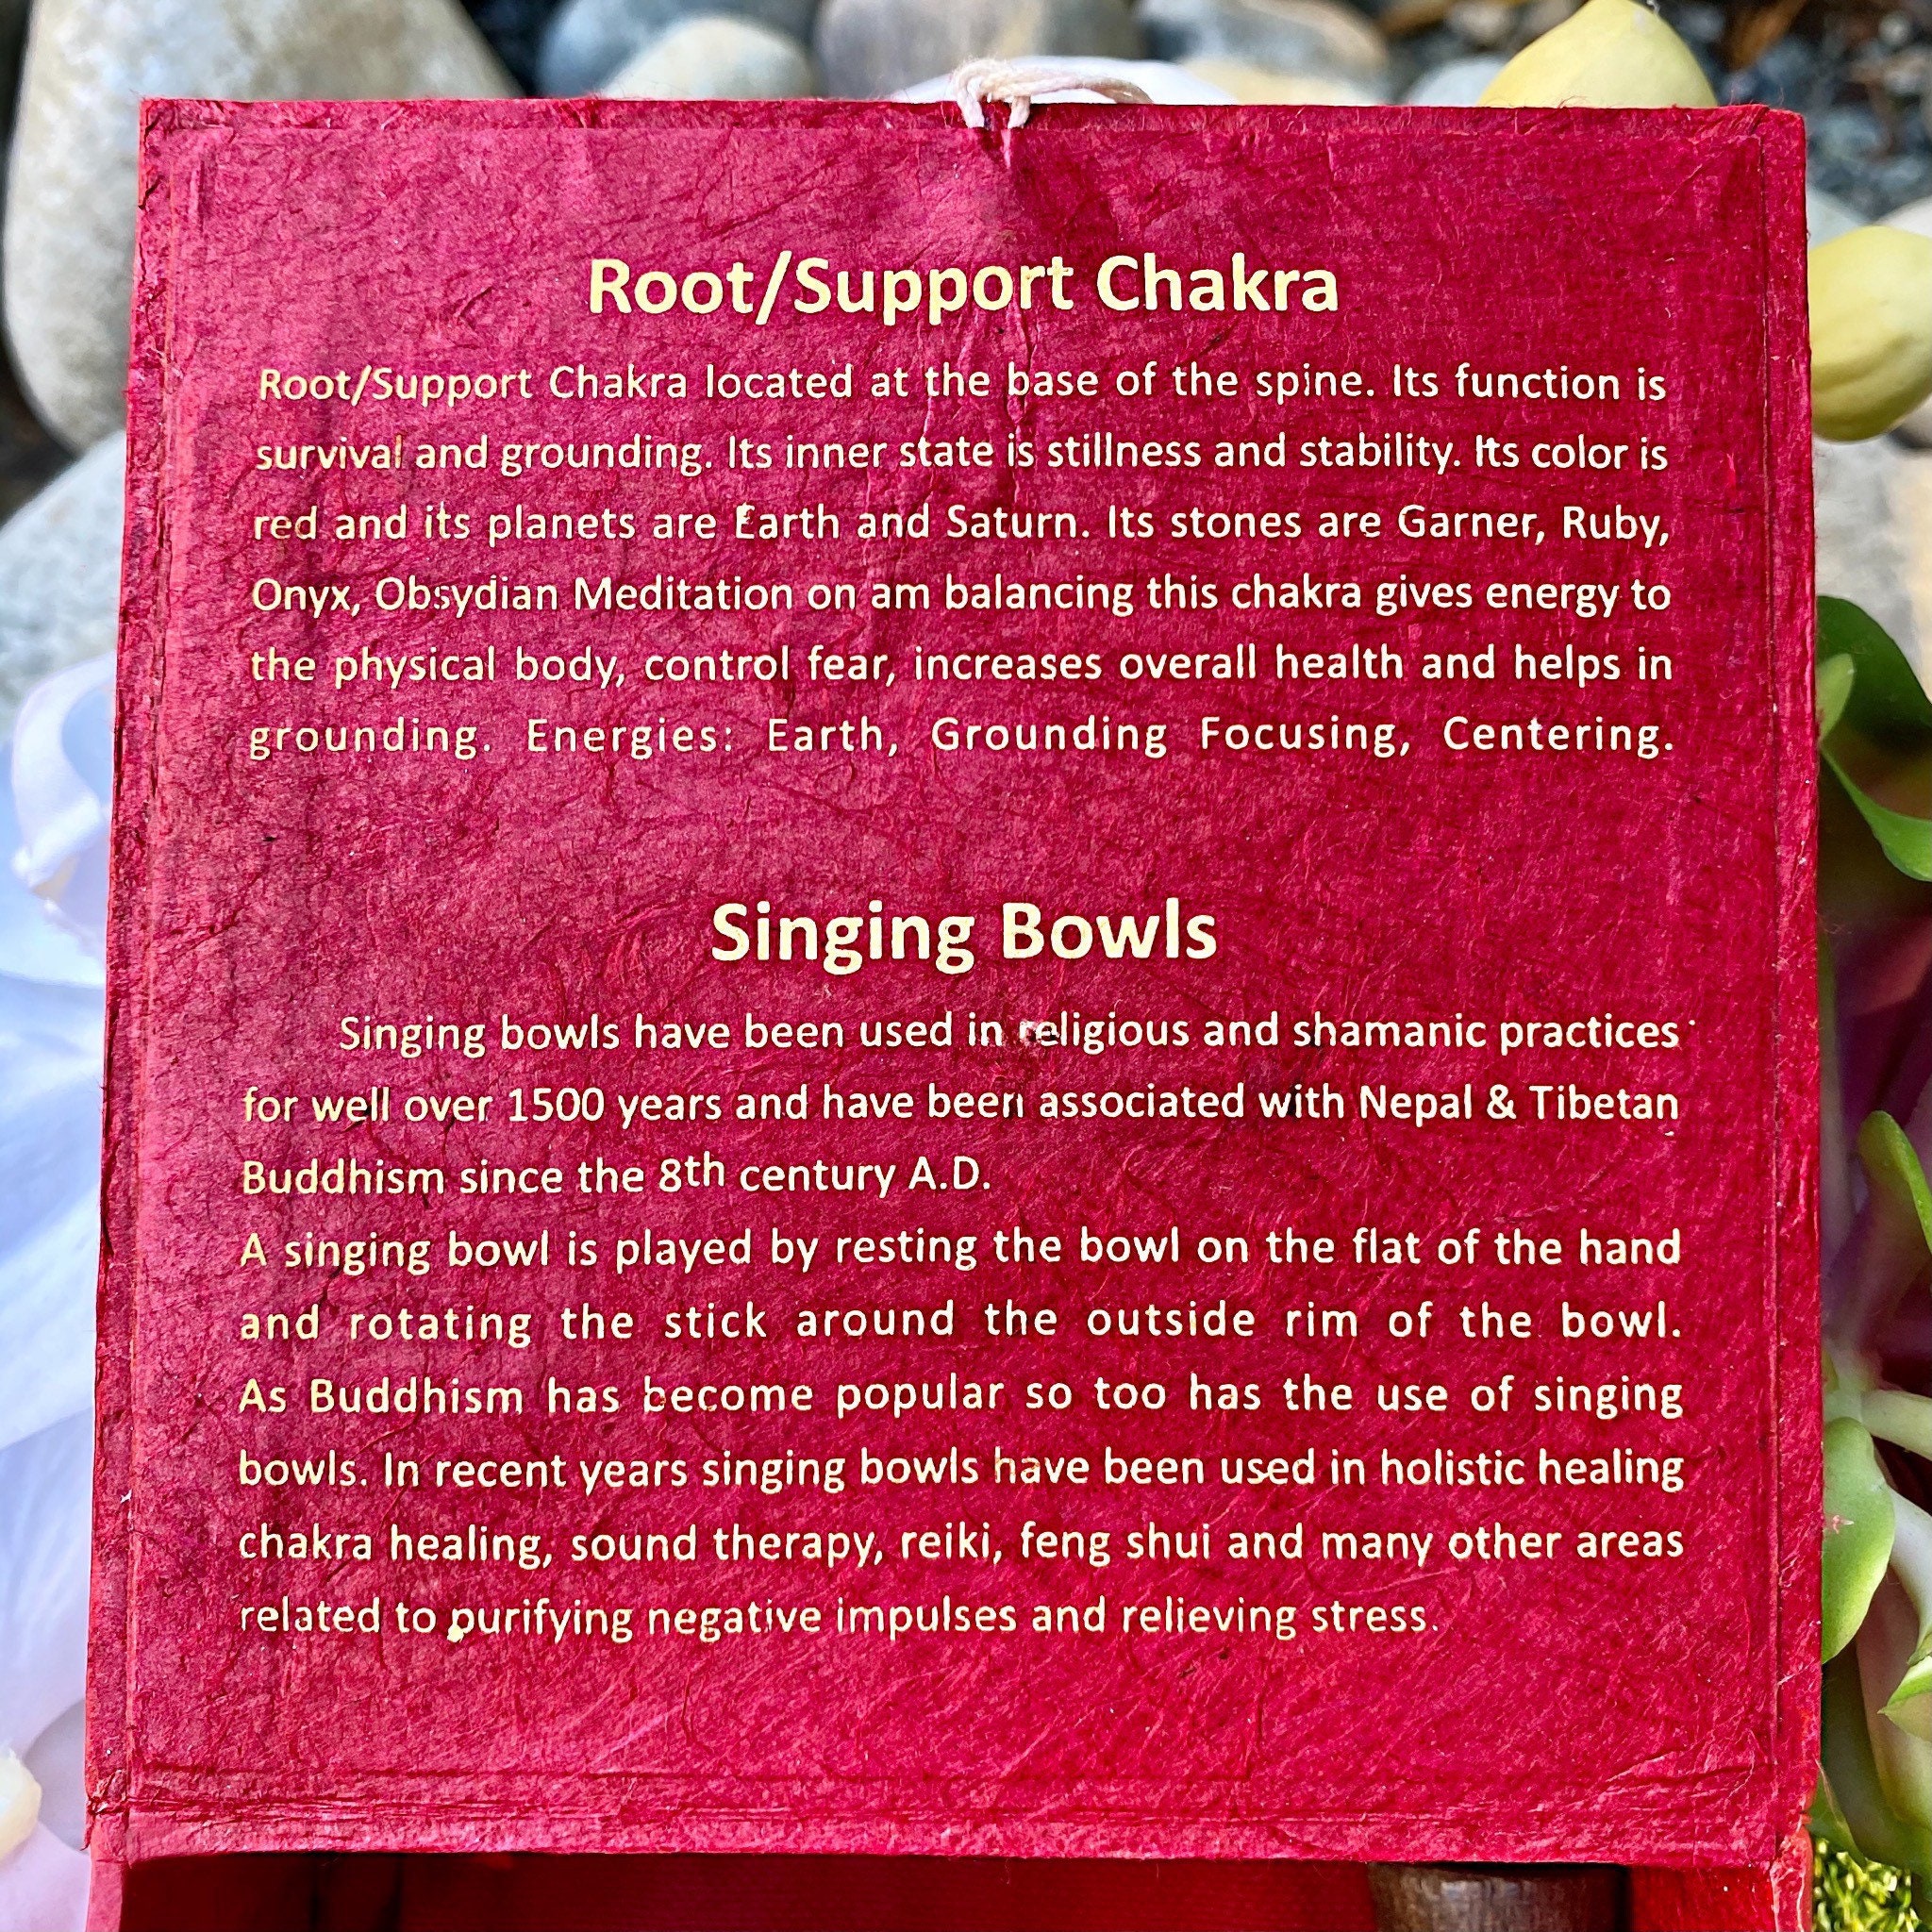 Root/Support Chakra
Root/Support Chakra located at the base of the spine. Its function is
survival and grounding. Its inner state is stillness and stability. Its color is
red and its planets are Earth and Saturn. Its stones are Garner, Ruby,
Onyx, Obsydian Meditation on am balancing this chakra gives energy to
the physical body, control fear, increases overall health and helps in
grounding. Energies: Earth, Grounding Focusing, Centering.
Singing Bowls
Singing bowls have been used in religious and shamanic practices
for well over 1500 years and have been associated with Nepal & Tibetan
Buddhism since the 8th century A.D.
A singing bowl is played by resting the bowl on the flat of the hand
and rotating the stick around the outside rim of the bowl.
As Buddhism has become popular so too has the use of singing
bowls. In recent years singing bowls have been used in holistic healing
chakra healing, sound therapy, reiki, feng shui and many other areas
related to purifying negative impulses and relieving stress.